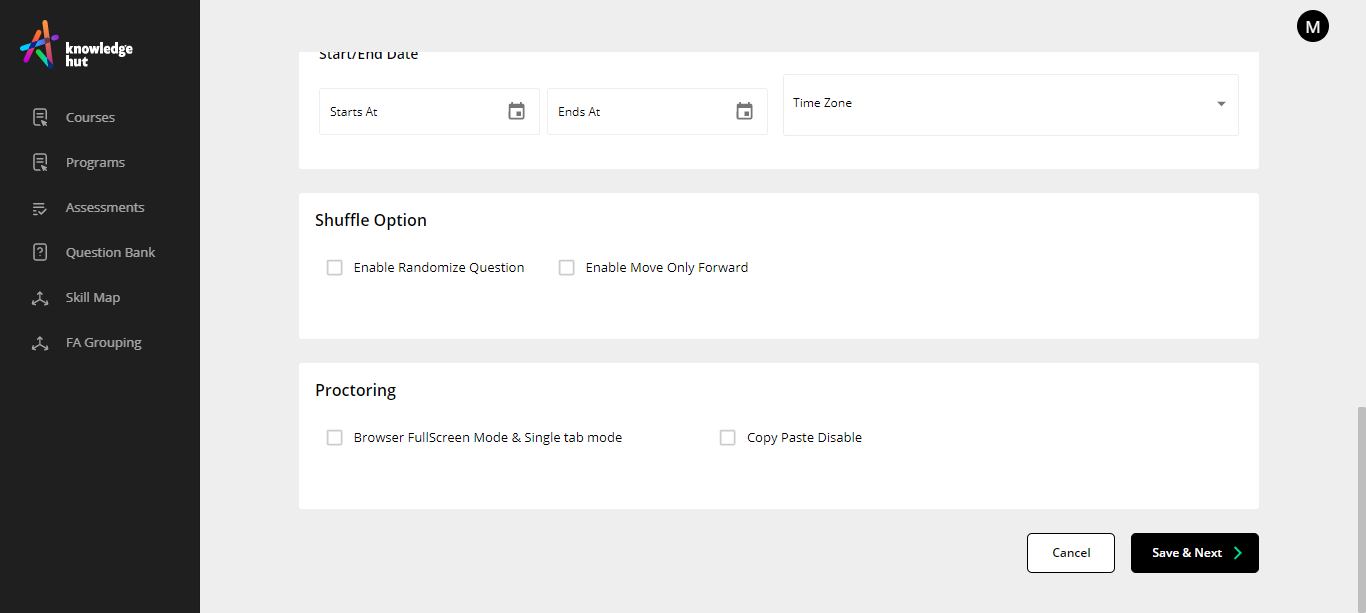 knowledge
hut
M
Courses
Programs
Assessments
Question Bank
Skill Map
FA Grouping
Start/End Date
Starts At
Ends At
Time Zone
Shuffle Option
Enable Randomize Question
Enable Move Only Forward
Proctoring
Browser FullScreen Mode & Single tab mode
Copy Paste Disable
Cancel
Save & Next